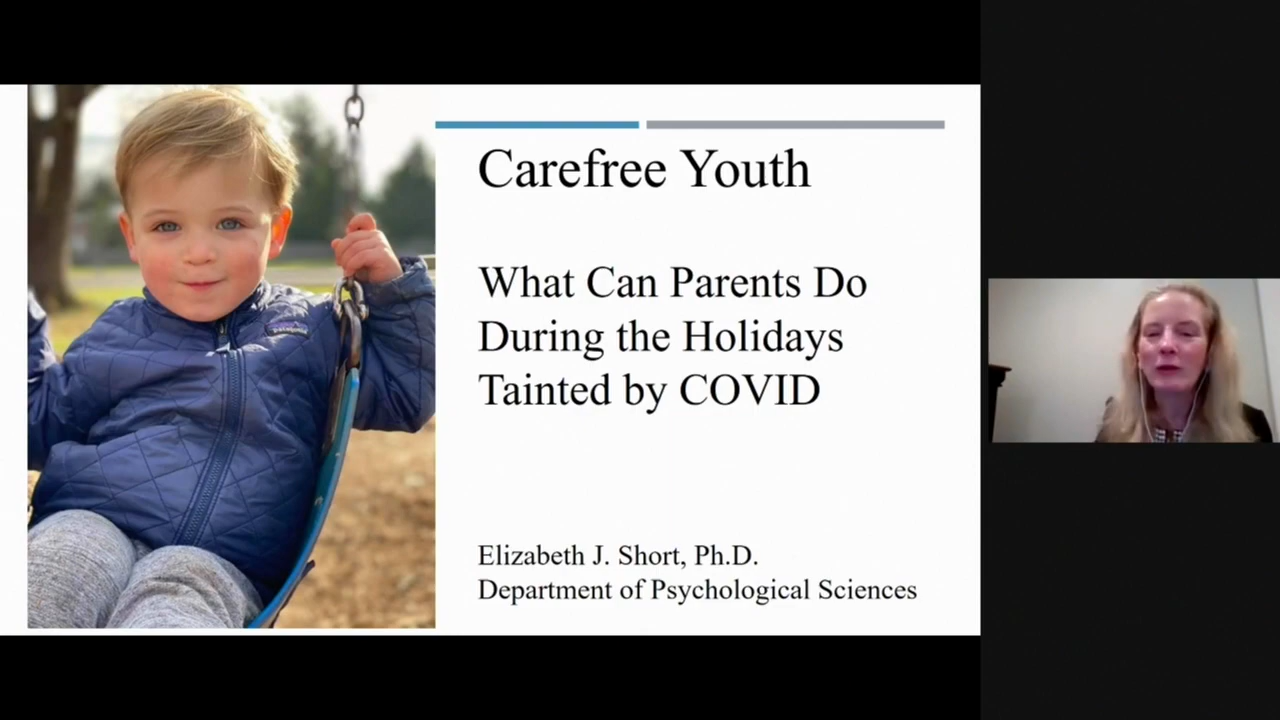 Carefree Youth
What Can Parents Do
During the Holidays
Tainted by COVID
Elizabeth J. Short, Ph.D.
Department of Psychological Sciences
patagonia